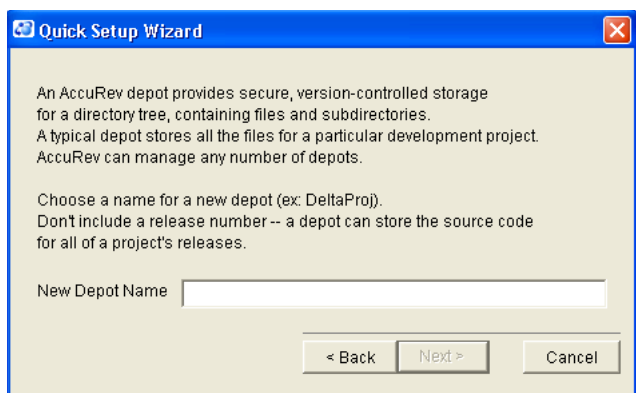 Quick Setup Wizard
An AccuRev depot provides secure, version-controlled storage
for a directory tree, containing files and subdirectories.
A typical depot stores all the files for a particular development project.
AccuRev can manage any number of depots.
Choose a name for a new depot (ex: DeltaProj).
Don't include a release number -- a depot can store the source code
for all of a project's releases.
New Depot Name
< Back Next > Cancel